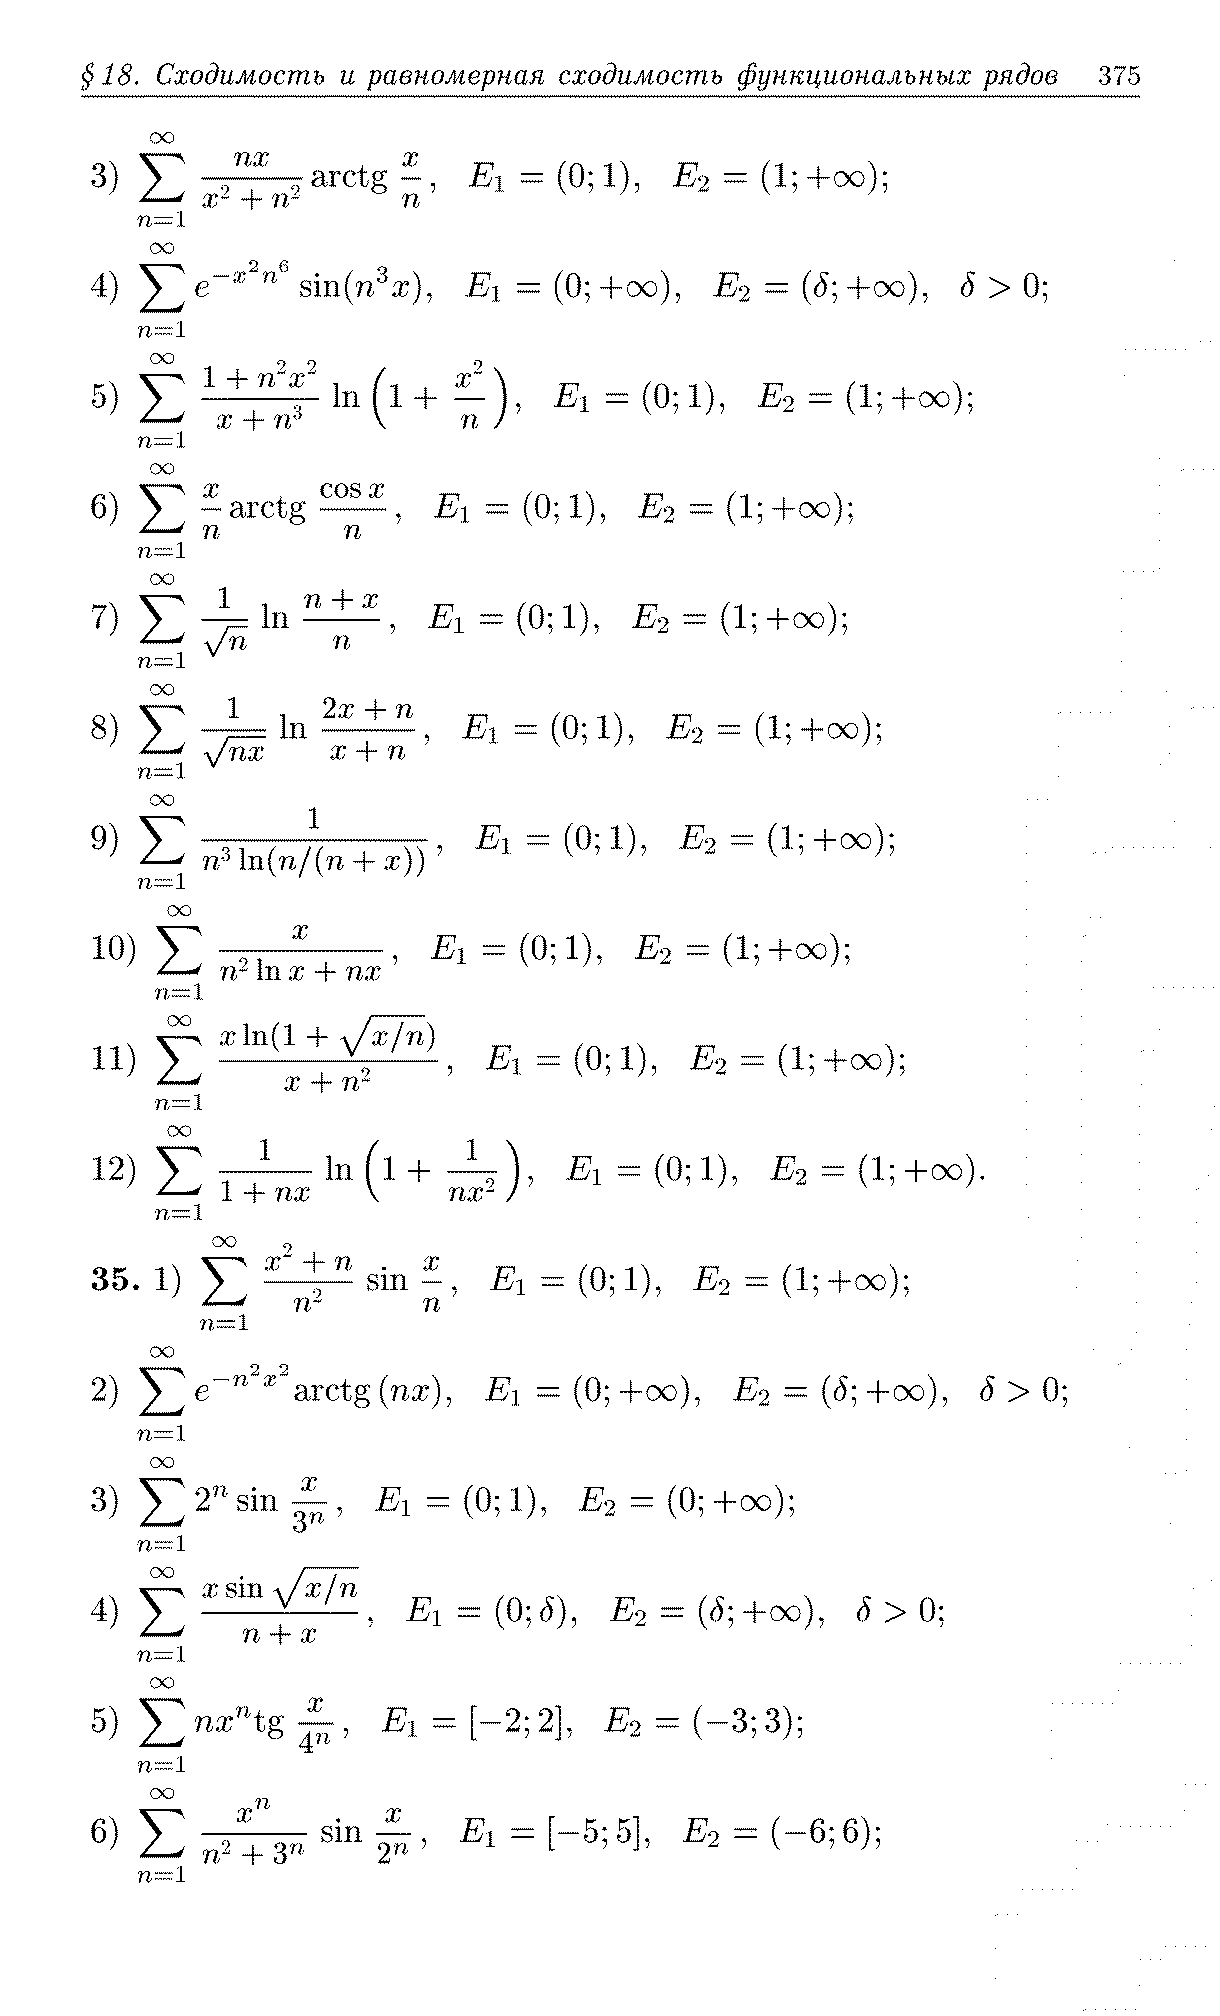 §18. Сходимость и равномерная сходимость функциональных рядов 375
3) $\sum_{n=1}^{\infty} \frac{nx}{x^2+n^2} \text{arctg} \frac{x}{n}$, $E_1 = (0; 1)$, $E_2 = (1; +\infty)$;
4) $\sum_{n=1}^{\infty} e^{-x^2n^6} \sin(n^3x)$, $E_1 = (0; +\infty)$, $E_2 = (\delta; +\infty)$, $\delta > 0$;
5) $\sum_{n=1}^{\infty} \frac{1+n^2x^2}{x+n^3} \ln\left(1+\frac{x^2}{n}\right)$, $E_1 = (0; 1)$, $E_2 = (1; +\infty)$;
6) $\sum_{n=1}^{\infty} \frac{x}{n} \text{arctg} \frac{\cos x}{n}$, $E_1 = (0; 1)$, $E_2 = (1; +\infty)$;
7) $\sum_{n=1}^{\infty} \frac{1}{\sqrt{n}} \ln \frac{n+x}{n}$, $E_1 = (0; 1)$, $E_2 = (1; +\infty)$;
8) $\sum_{n=1}^{\infty} \frac{1}{\sqrt{nx}} \ln \frac{2x+n}{x+n}$, $E_1 = (0; 1)$, $E_2 = (1; +\infty)$;
9) $\sum_{n=1}^{\infty} \frac{1}{n^3 \ln(n/(n+x))}$, $E_1 = (0; 1)$, $E_2 = (1; +\infty)$;
10) $\sum_{n=1}^{\infty} \frac{x}{n^2 \ln x + nx}$, $E_1 = (0; 1)$, $E_2 = (1; +\infty)$;
11) $\sum_{n=1}^{\infty} \frac{x \ln(1+\sqrt{x/n})}{x+n^2}$, $E_1 = (0; 1)$, $E_2 = (1; +\infty)$;
12) $\sum_{n=1}^{\infty} \frac{1}{1+nx} \ln\left(1+\frac{1}{nx^2}\right)$, $E_1 = (0; 1)$, $E_2 = (1; +\infty)$.
35. 1) $\sum_{n=1}^{\infty} \frac{x^2+n}{n^2} \sin \frac{x}{n}$, $E_1 = (0; 1)$, $E_2 = (1; +\infty)$;
2) $\sum_{n=1}^{\infty} e^{-n^2x^2} \text{arctg}(nx)$, $E_1 = (0; +\infty)$, $E_2 = (\delta; +\infty)$, $\delta > 0$;
3) $\sum_{n=1}^{\infty} 2^n \sin \frac{x}{3^n}$, $E_1 = (0; 1)$, $E_2 = (0; +\infty)$;
4) $\sum_{n=1}^{\infty} \frac{x \sin \sqrt{x/n}}{n+x}$, $E_1 = (0; \delta)$, $E_2 = (\delta; +\infty)$, $\delta > 0$;
5) $\sum_{n=1}^{\infty} nx^n \text{tg} \frac{x}{4^n}$, $E_1 = [-2; 2]$, $E_2 = (-3; 3)$;
6) $\sum_{n=1}^{\infty} \frac{x^n}{n^2+3^n} \sin \frac{x}{2^n}$, $E_1 = [-5; 5]$, $E_2 = (-6; 6)$;